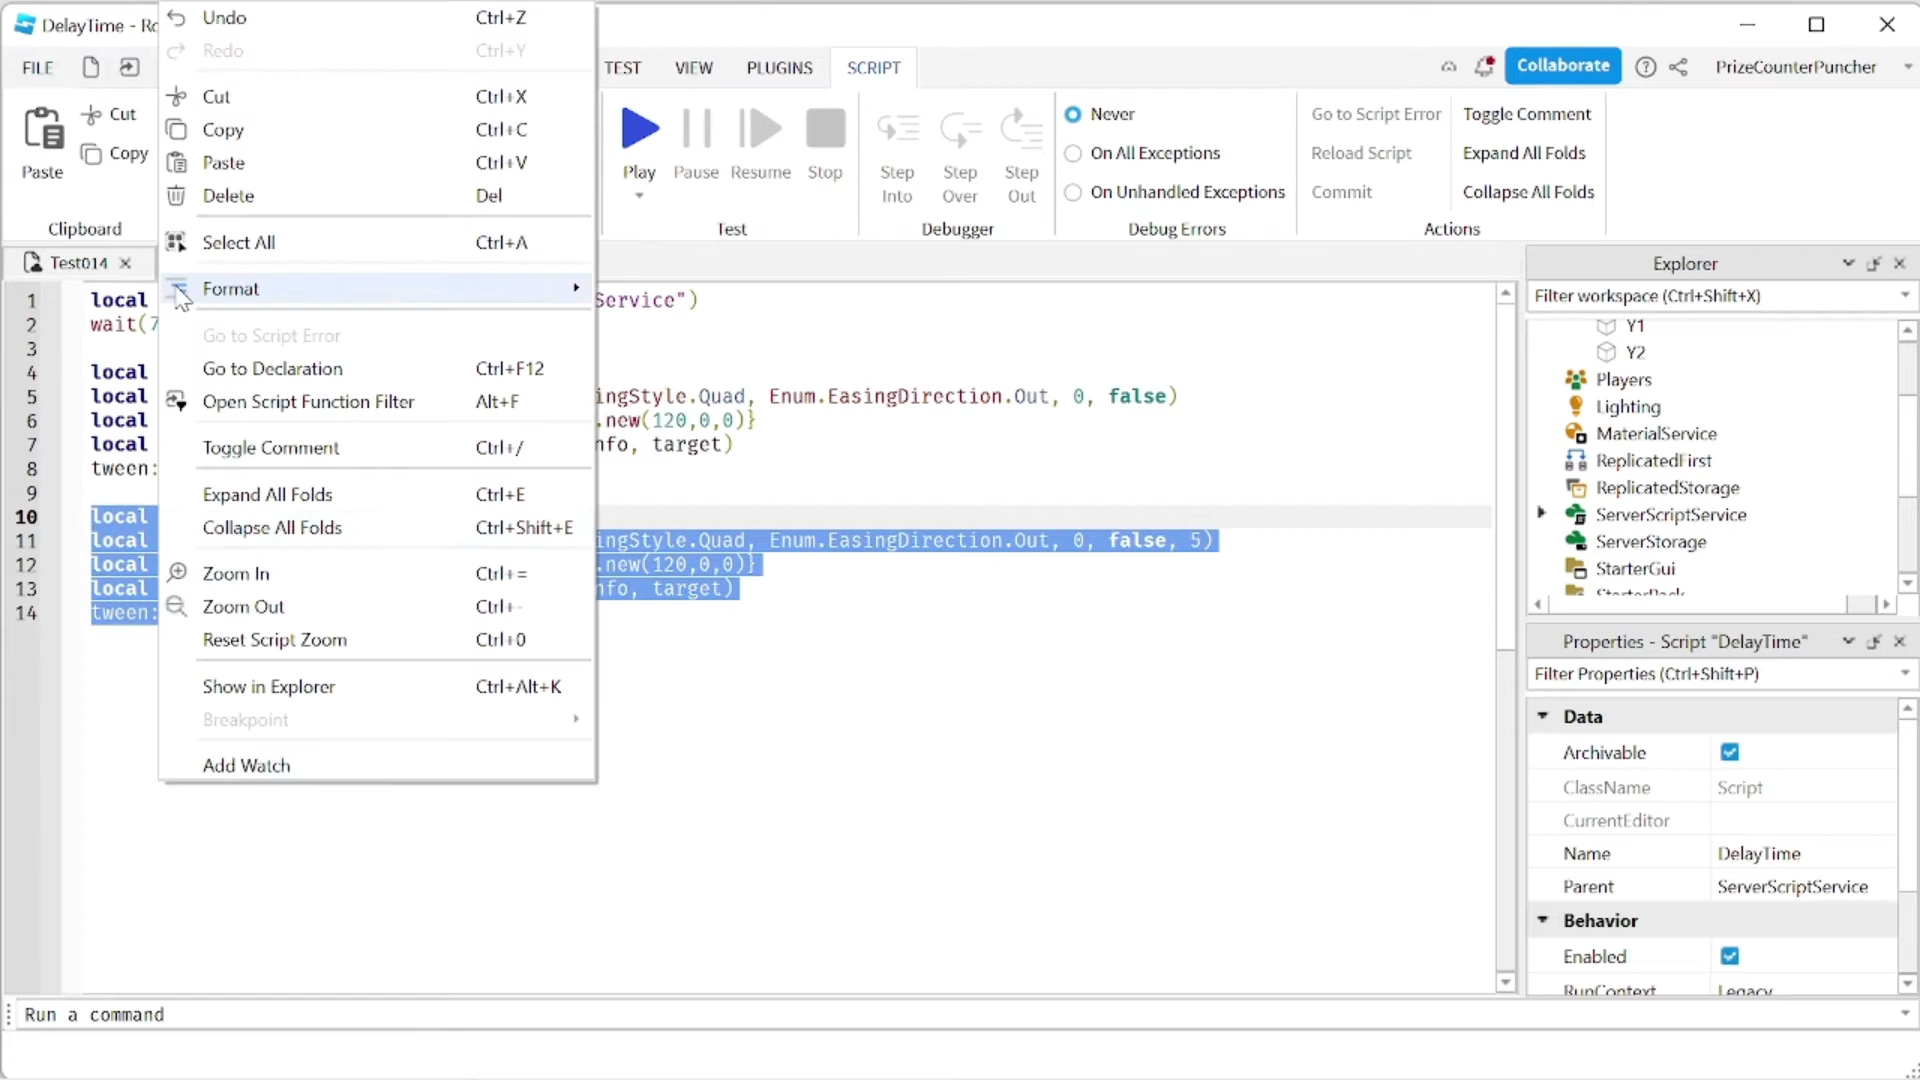 DelayTime - Ro
FILE
TEST
VIEW
PLUGINS
SCRIPT
Collaborate
PrizeCounterPuncher
Paste
Cut
Copy
Clipboard
Undo Ctrl+Z
Redo Ctrl+Y
Cut Ctrl+X
Copy Ctrl+C
Paste Ctrl+V
Delete Del
Select All Ctrl+A
Format
Go to Script Error
Go to Declaration Ctrl+F12
Open Script Function Filter Alt+F
Toggle Comment Ctrl+/
Expand All Folds Ctrl+E
Collapse All Folds Ctrl+Shift+E
Zoom In Ctrl+=
Zoom Out Ctrl+-
Reset Script Zoom Ctrl+0
Show in Explorer Ctrl+Alt+K
Breakpoint
Add Watch
Play
Pause
Resume
Stop
Test
Step Into
Step Over
Step Out
Debugger
Never
On All Exceptions
On Unhandled Exceptions
Debug Errors
Go to Script Error
Reload Script
Commit
Toggle Comment
Expand All Folds
Collapse All Folds
Actions
Test014
1 local Service")
2 wait(7
3
4 local
5 local ingStyle.Quad, Enum.EasingDirection.Out, 0, false)
6 local .new(120,0,0)}
7 local nfo, target)
8 tween:
9
10 local
11 local ingStyle.Quad, Enum.EasingDirection.Out, 0, false, 5)
12 local .new(120,0,0)}
13 local nfo, target)
14 tween:
Explorer
Filter workspace (Ctrl+Shift+X)
Y1
Y2
Players
Lighting
MaterialService
ReplicatedFirst
ReplicatedStorage
ServerScriptService
ServerStorage
StarterGui
StarterPack
Properties - Script "DelayTime"
Filter Properties (Ctrl+Shift+P)
Data
Archivable
ClassName Script
CurrentEditor
Name DelayTime
Parent ServerScriptService
Behavior
Enabled
RunContext Legacy
Run a command